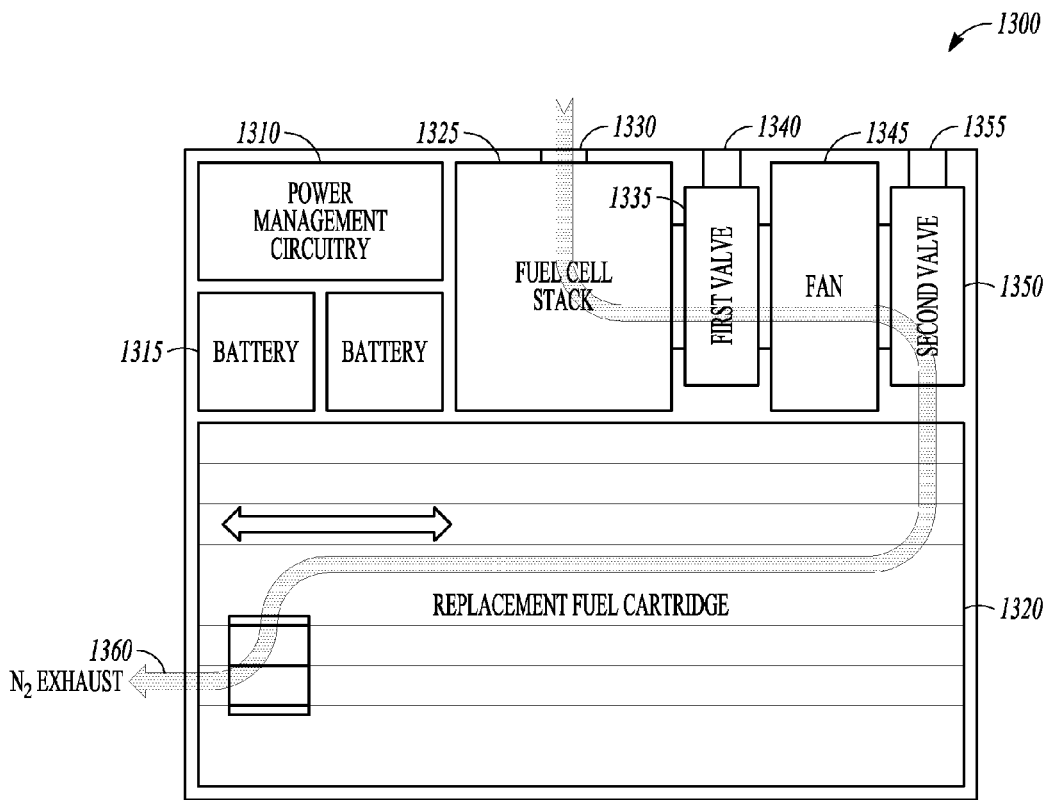 1300
1310
1325
1330
1340
1345
1355
POWER
MANAGEMENT
CIRCUITRY
1335
FUEL CELL
STACK
FIRST VALVE
FAN
SECOND VALVE
1350
1315
BATTERY
BATTERY
REPLACEMENT FUEL CARTRIDGE
1320
1360
N₂ EXHAUST